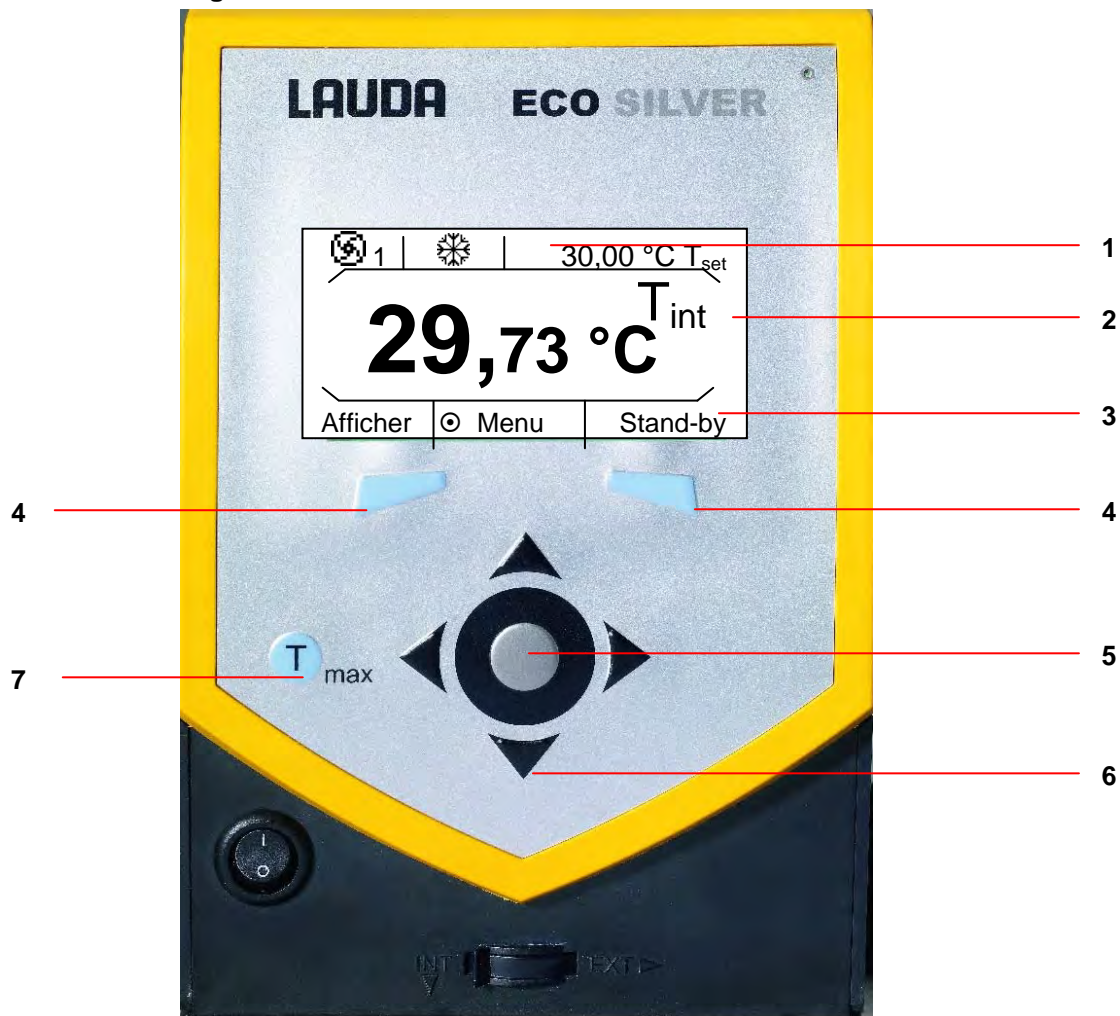 LAUDA ECO SILVER
1 30,00 °C Tset 1
Tint 2
29,73 °C
Afficher Menu Stand-by 3
4 4
5
T max
7
6
I
O
INT EXT